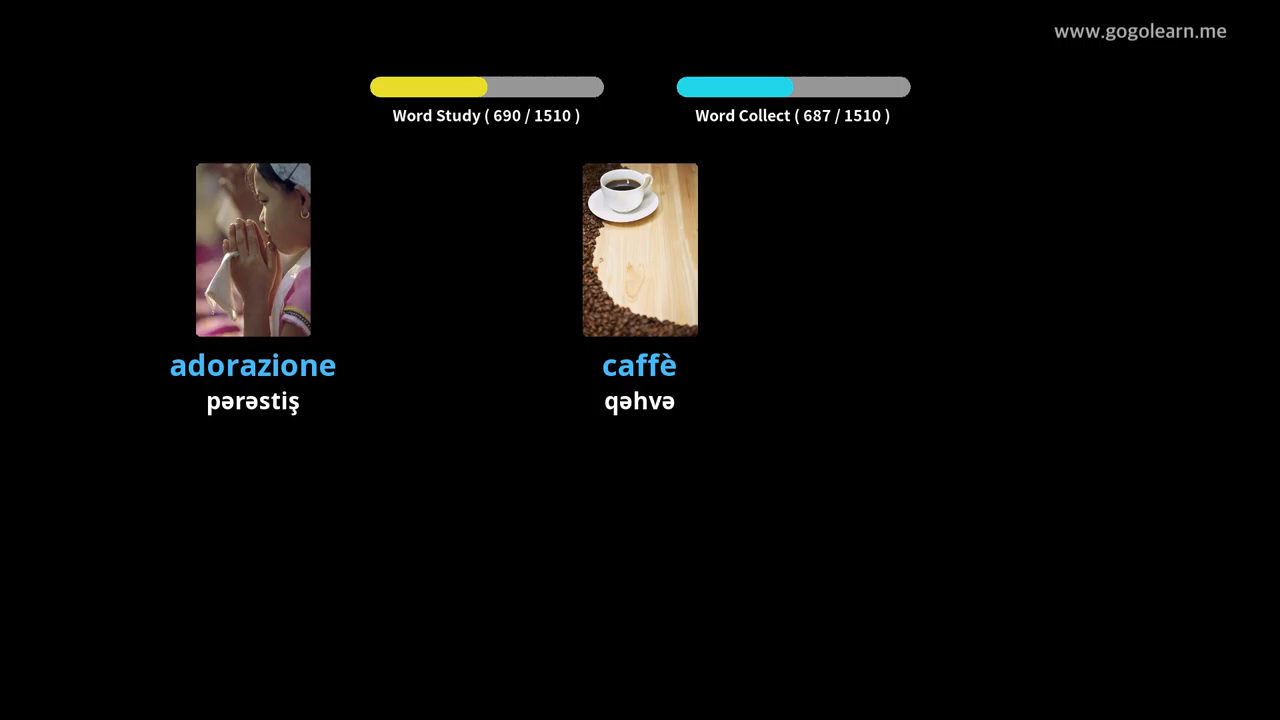 www.gogolearn.me
Word Study ( 690 / 1510 )
Word Collect ( 687 / 1510 )
adorazione
pərəstiş
caffè
qəhvə